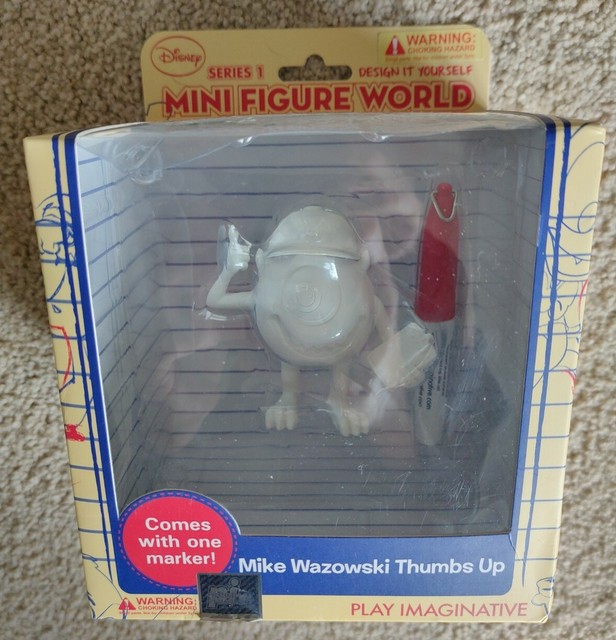 Disney
WARNING:
CHOKING HAZARD
SERIES 1
DESIGN IT YOURSELF
MINI FIGURE WORLD
Comes
with one
marker!
Mike Wazowski Thumbs Up
WARNING:
CHOKING HAZARD
PLAY IMAGINATIVE